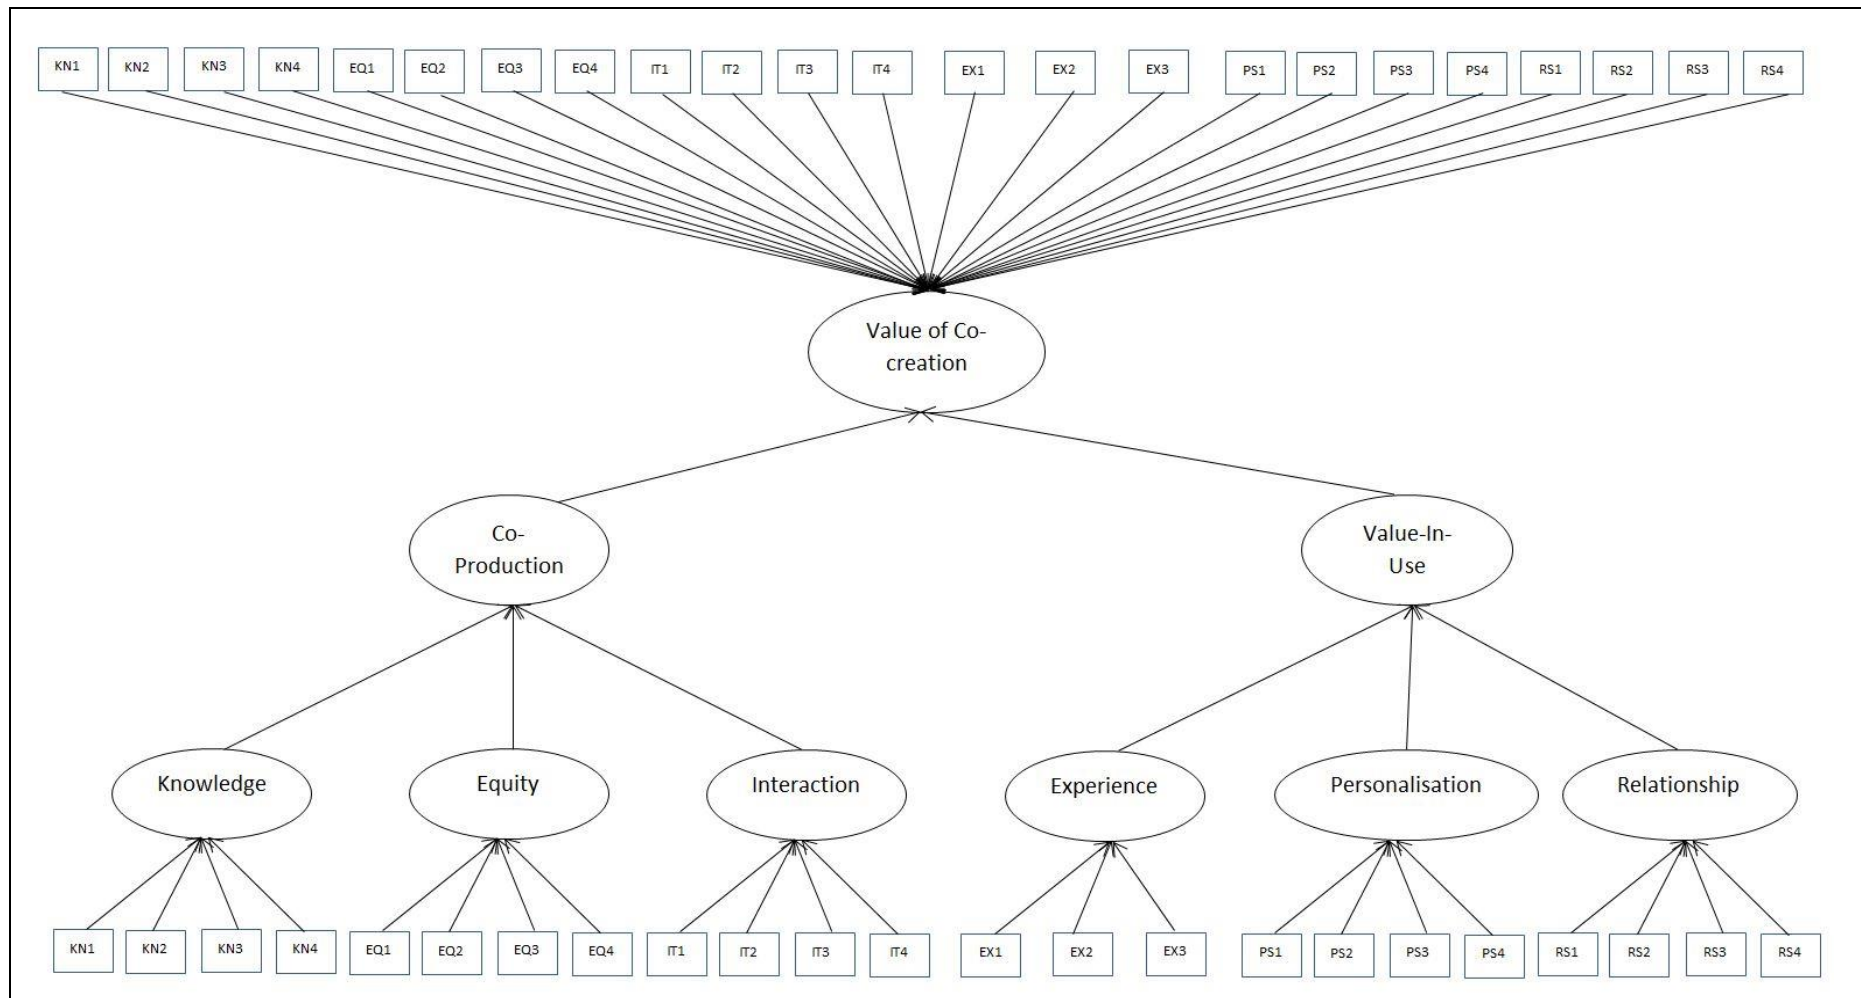 KN1 KN2 KN3 KN4 EQ1 EQ2 EQ3 EQ4 IT1 IT2 IT3 IT4 EX1 EX2 EX3 PS1 PS2 PS3 PS4 RS1 RS2 RS3 RS4
Value of Co-
creation
Co-
Production
Value-In-
Use
Knowledge
Equity
Interaction
Experience
Personalisation
Relationship
KN1 KN2 KN3 KN4 EQ1 EQ2 EQ3 EQ4 IT1 IT2 IT3 IT4 EX1 EX2 EX3 PS1 PS2 PS3 PS4 RS1 RS2 RS3 RS4